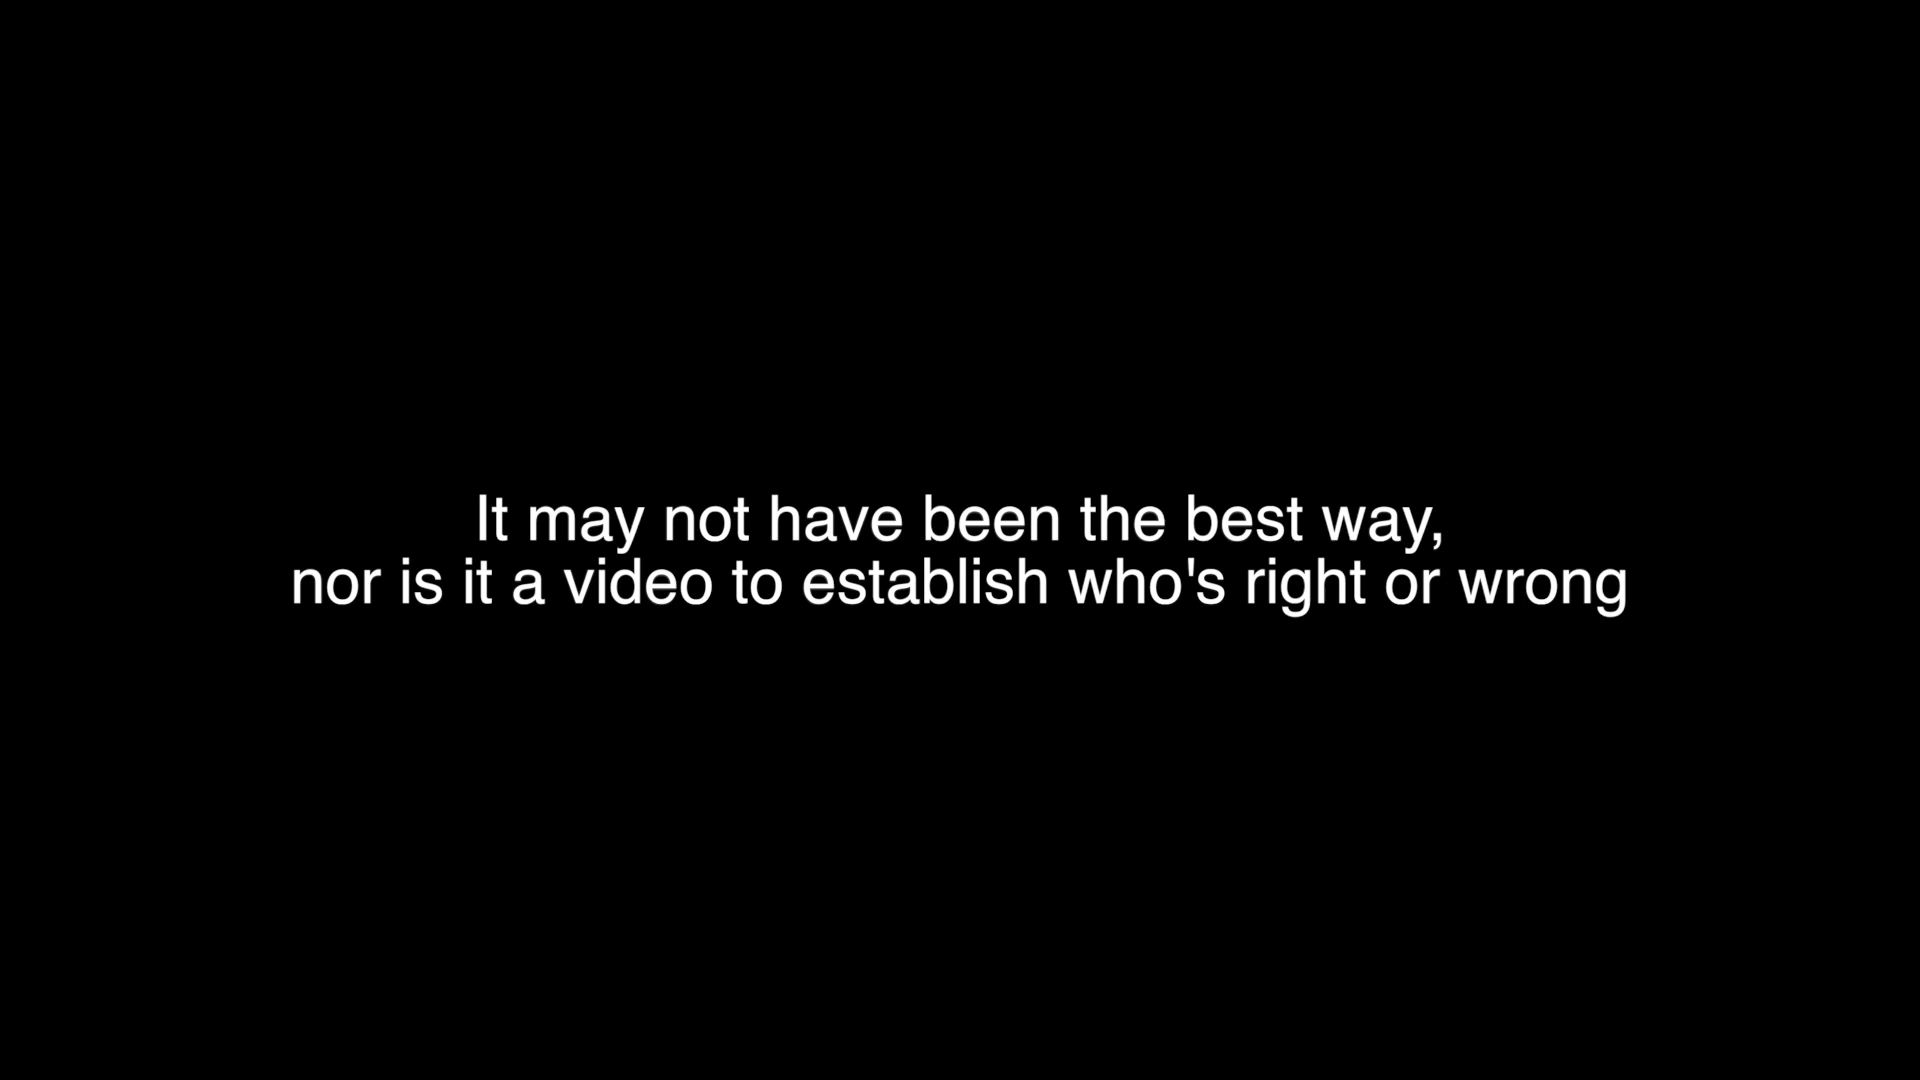 It may not have been the best way,
nor is it a video to establish who's right or wrong